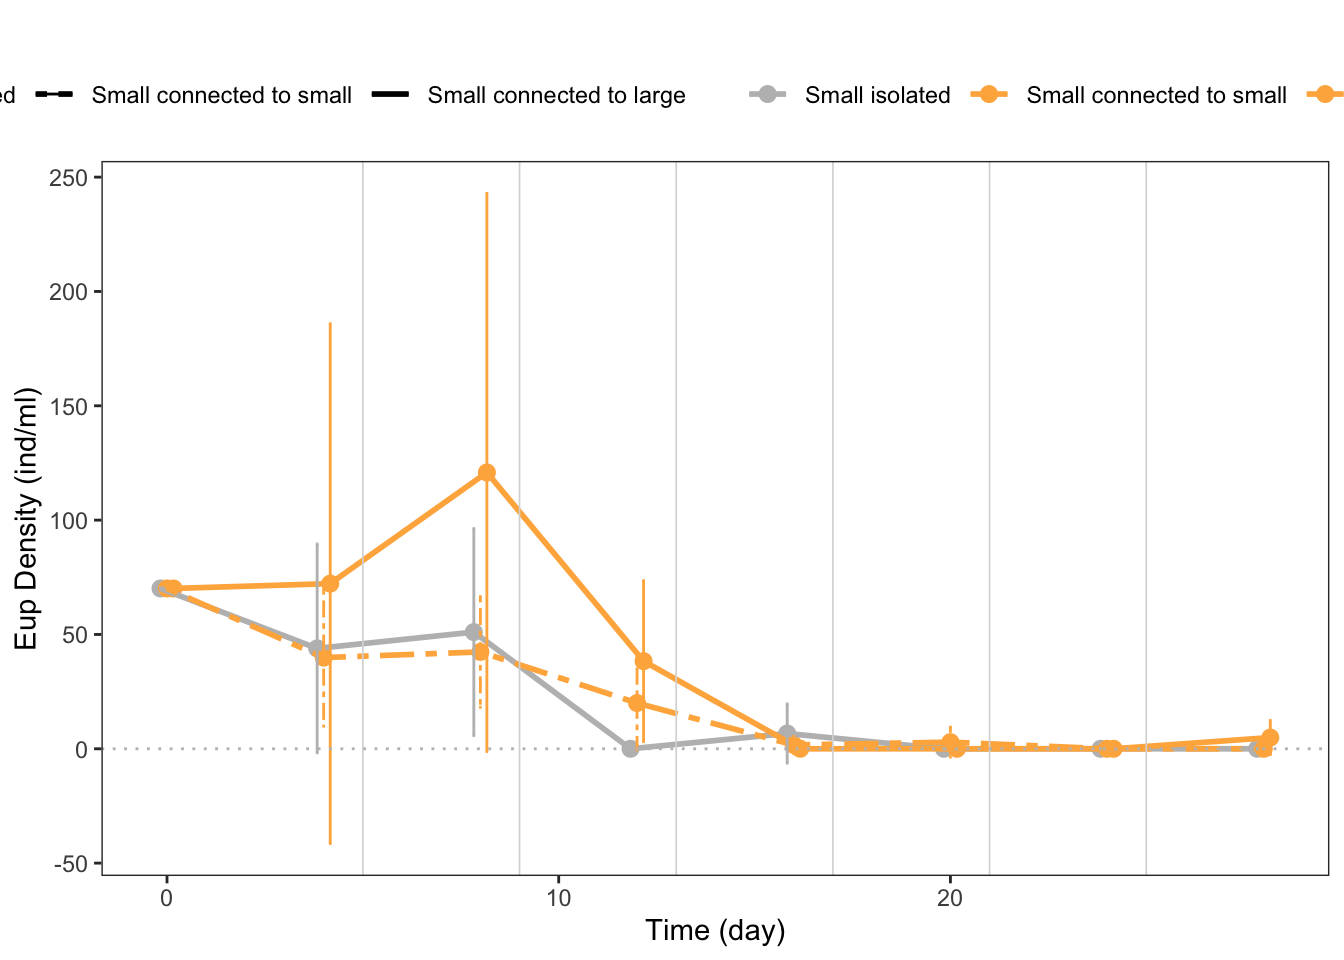 ed Small connected to small Small connected to large Small isolated Small connected to small
250
200
150
100
50
0
-50
Eup Density (ind/ml)
0 10 20
Time (day)